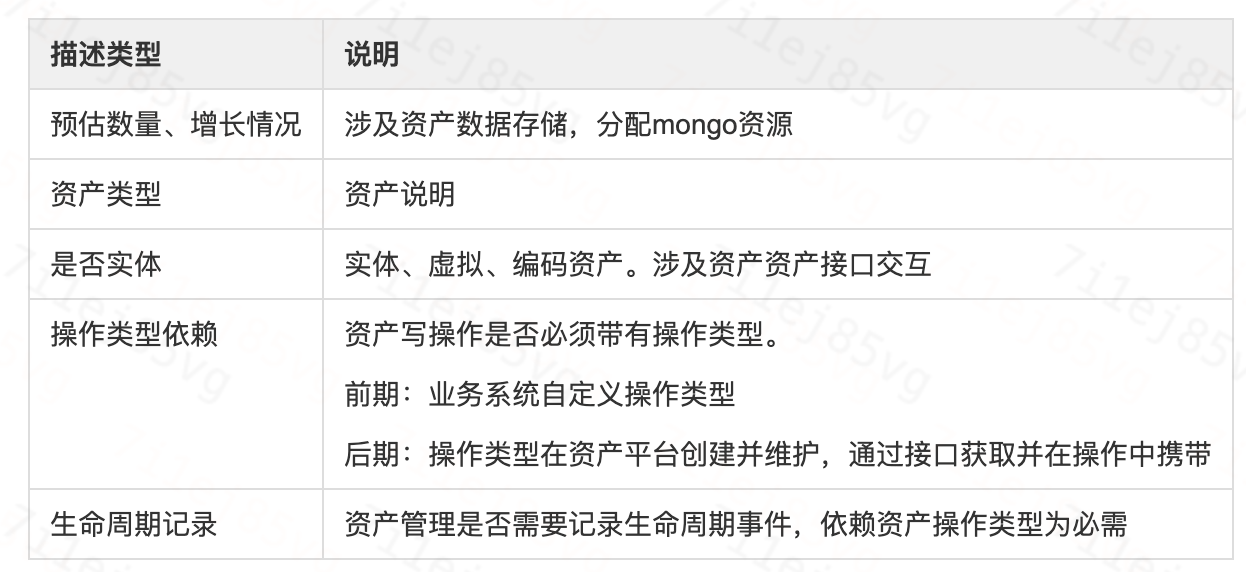 描述类型 说明
预估数量、增长情况 涉及资产数据存储，分配mongo资源
资产类型 资产说明
是否实体 实体、虚拟、编码资产。涉及资产资产接口交互
操作类型依赖 资产写操作是否必须带有操作类型。
前期：业务系统自定义操作类型
后期：操作类型在资产平台创建并维护，通过接口获取并在操作中携带
生命周期记录 资产管理是否需要记录生命周期事件，依赖资产操作类型为必需
7i1ej85vg